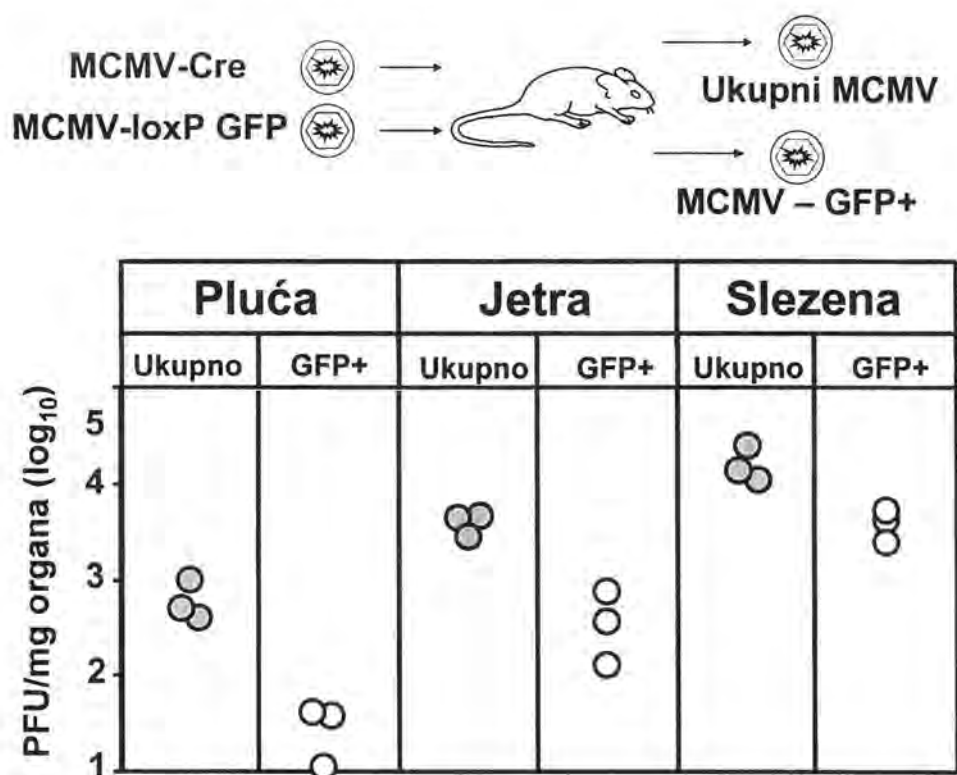 MCMV-Cre
MCMV-loxP GFP
Ukupni MCMV
MCMV – GFP+
Pluća Jetra Slezena
Ukupno GFP+ Ukupno GFP+ Ukupno GFP+
PFU/mg organa (log₁₀)
5
4
3
2
1